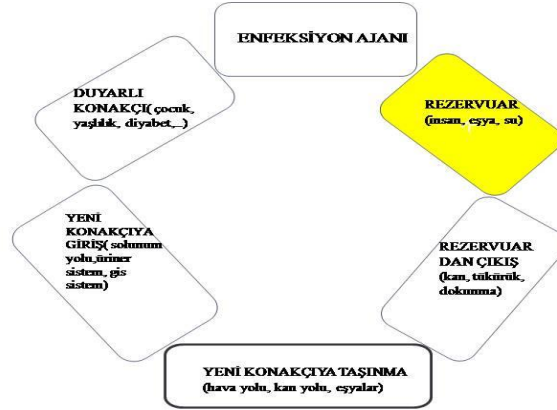 ENFEKSİYON AJANI
REZERVUAR
(insan, eşya, su)
REZERVUAR
DAN ÇIKIŞ
(kan, tükürük,
dokunma)
YENİ KONAKÇIYA TAŞINMA
(hava yolu, kan yolu, eşyalar)
YENİ
KONAKÇIYA
GİRİŞ( solunum
yolu,üriner
sistem, gis
sistem)
DUYARLI
KONAKÇI( çocuk,
yaşlılık, diyabet,..)